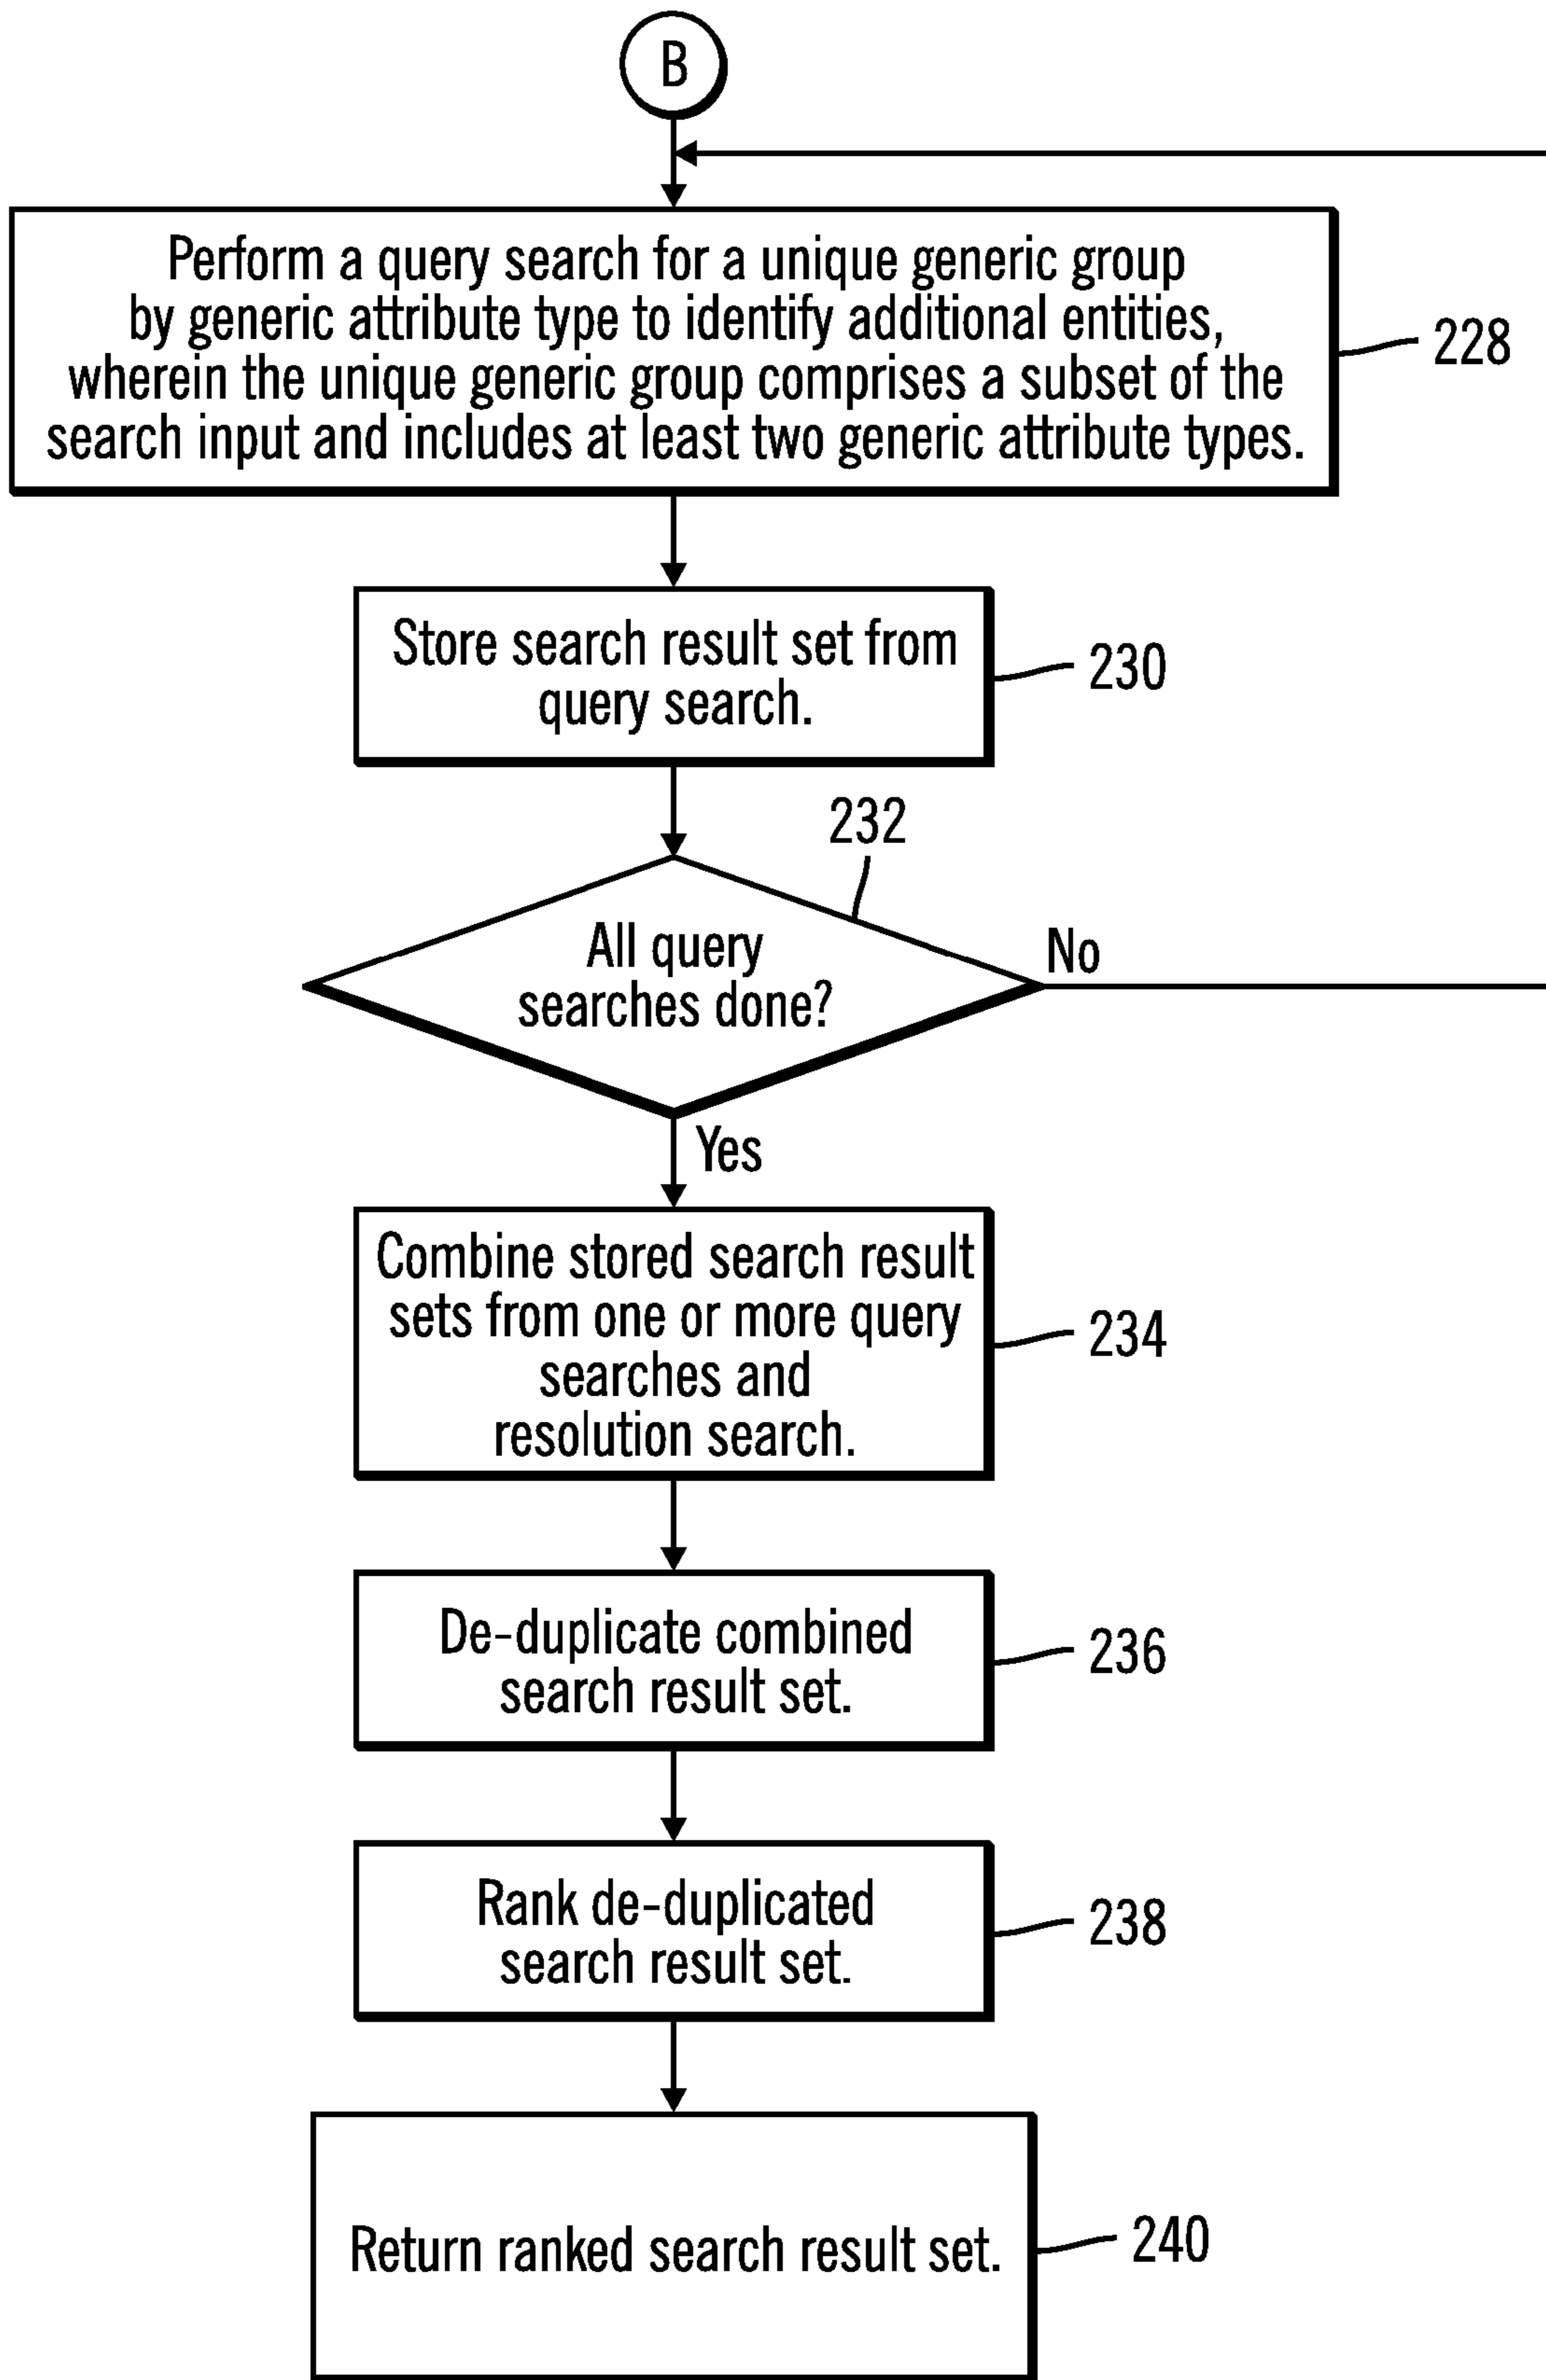 B
Perform a query search for a unique generic group
by generic attribute type to identify additional entities,
wherein the unique generic group comprises a subset of the
search input and includes at least two generic attribute types.
228
Store search result set from
query search.
230
232
All query
searches done?
No
Yes
Combine stored search result
sets from one or more query
searches and
resolution search.
234
De-duplicate combined
search result set.
236
Rank de-duplicated
search result set.
238
Return ranked search result set.
240